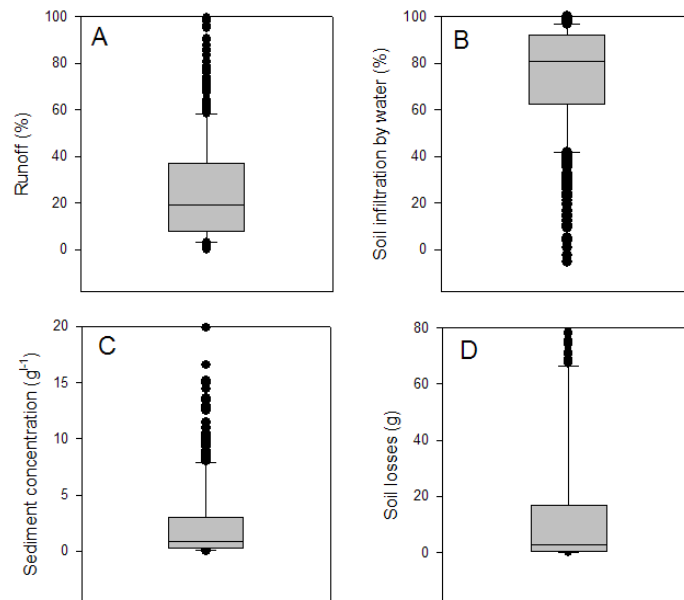 A
Runoff (%)
100
80
60
40
20
0
B
Soil infiltration by water (%)
100
80
60
40
20
0
C
Sediment concentration (g^l-1)
20
15
10
5
0
D
Soil losses (g)
80
60
40
20
0